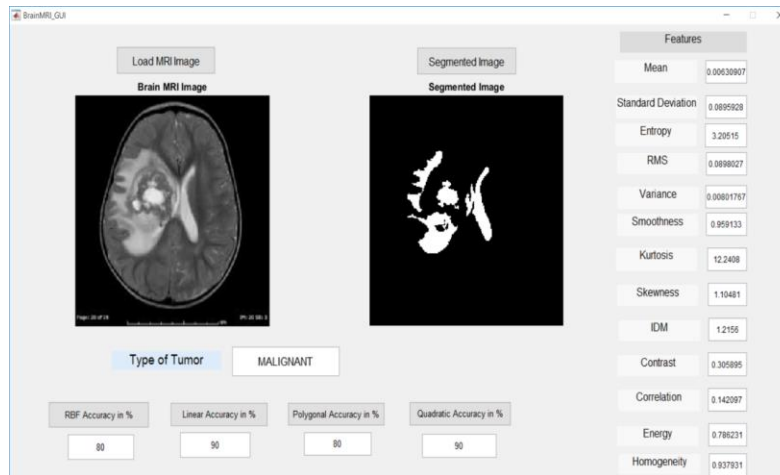 BrainMRI_GUI
Load MRI Image
Segmented Image
Brain MRI Image
Segmented Image
Type of Tumor
MALIGNANT
RBF Accuracy in %
Linear Accuracy in %
Polygonal Accuracy in %
Quadratic Accuracy in %
80
90
80
90
Features
Mean
0.00630907
Standard Deviation
0.0895928
Entropy
3.20515
RMS
0.0898027
Variance
0.00801767
Smoothness
0.959133
Kurtosis
12.2408
Skewness
1.10481
IDM
1.2156
Contrast
0.305895
Correlation
0.142097
Energy
0.786231
Homogeneity
0.937931